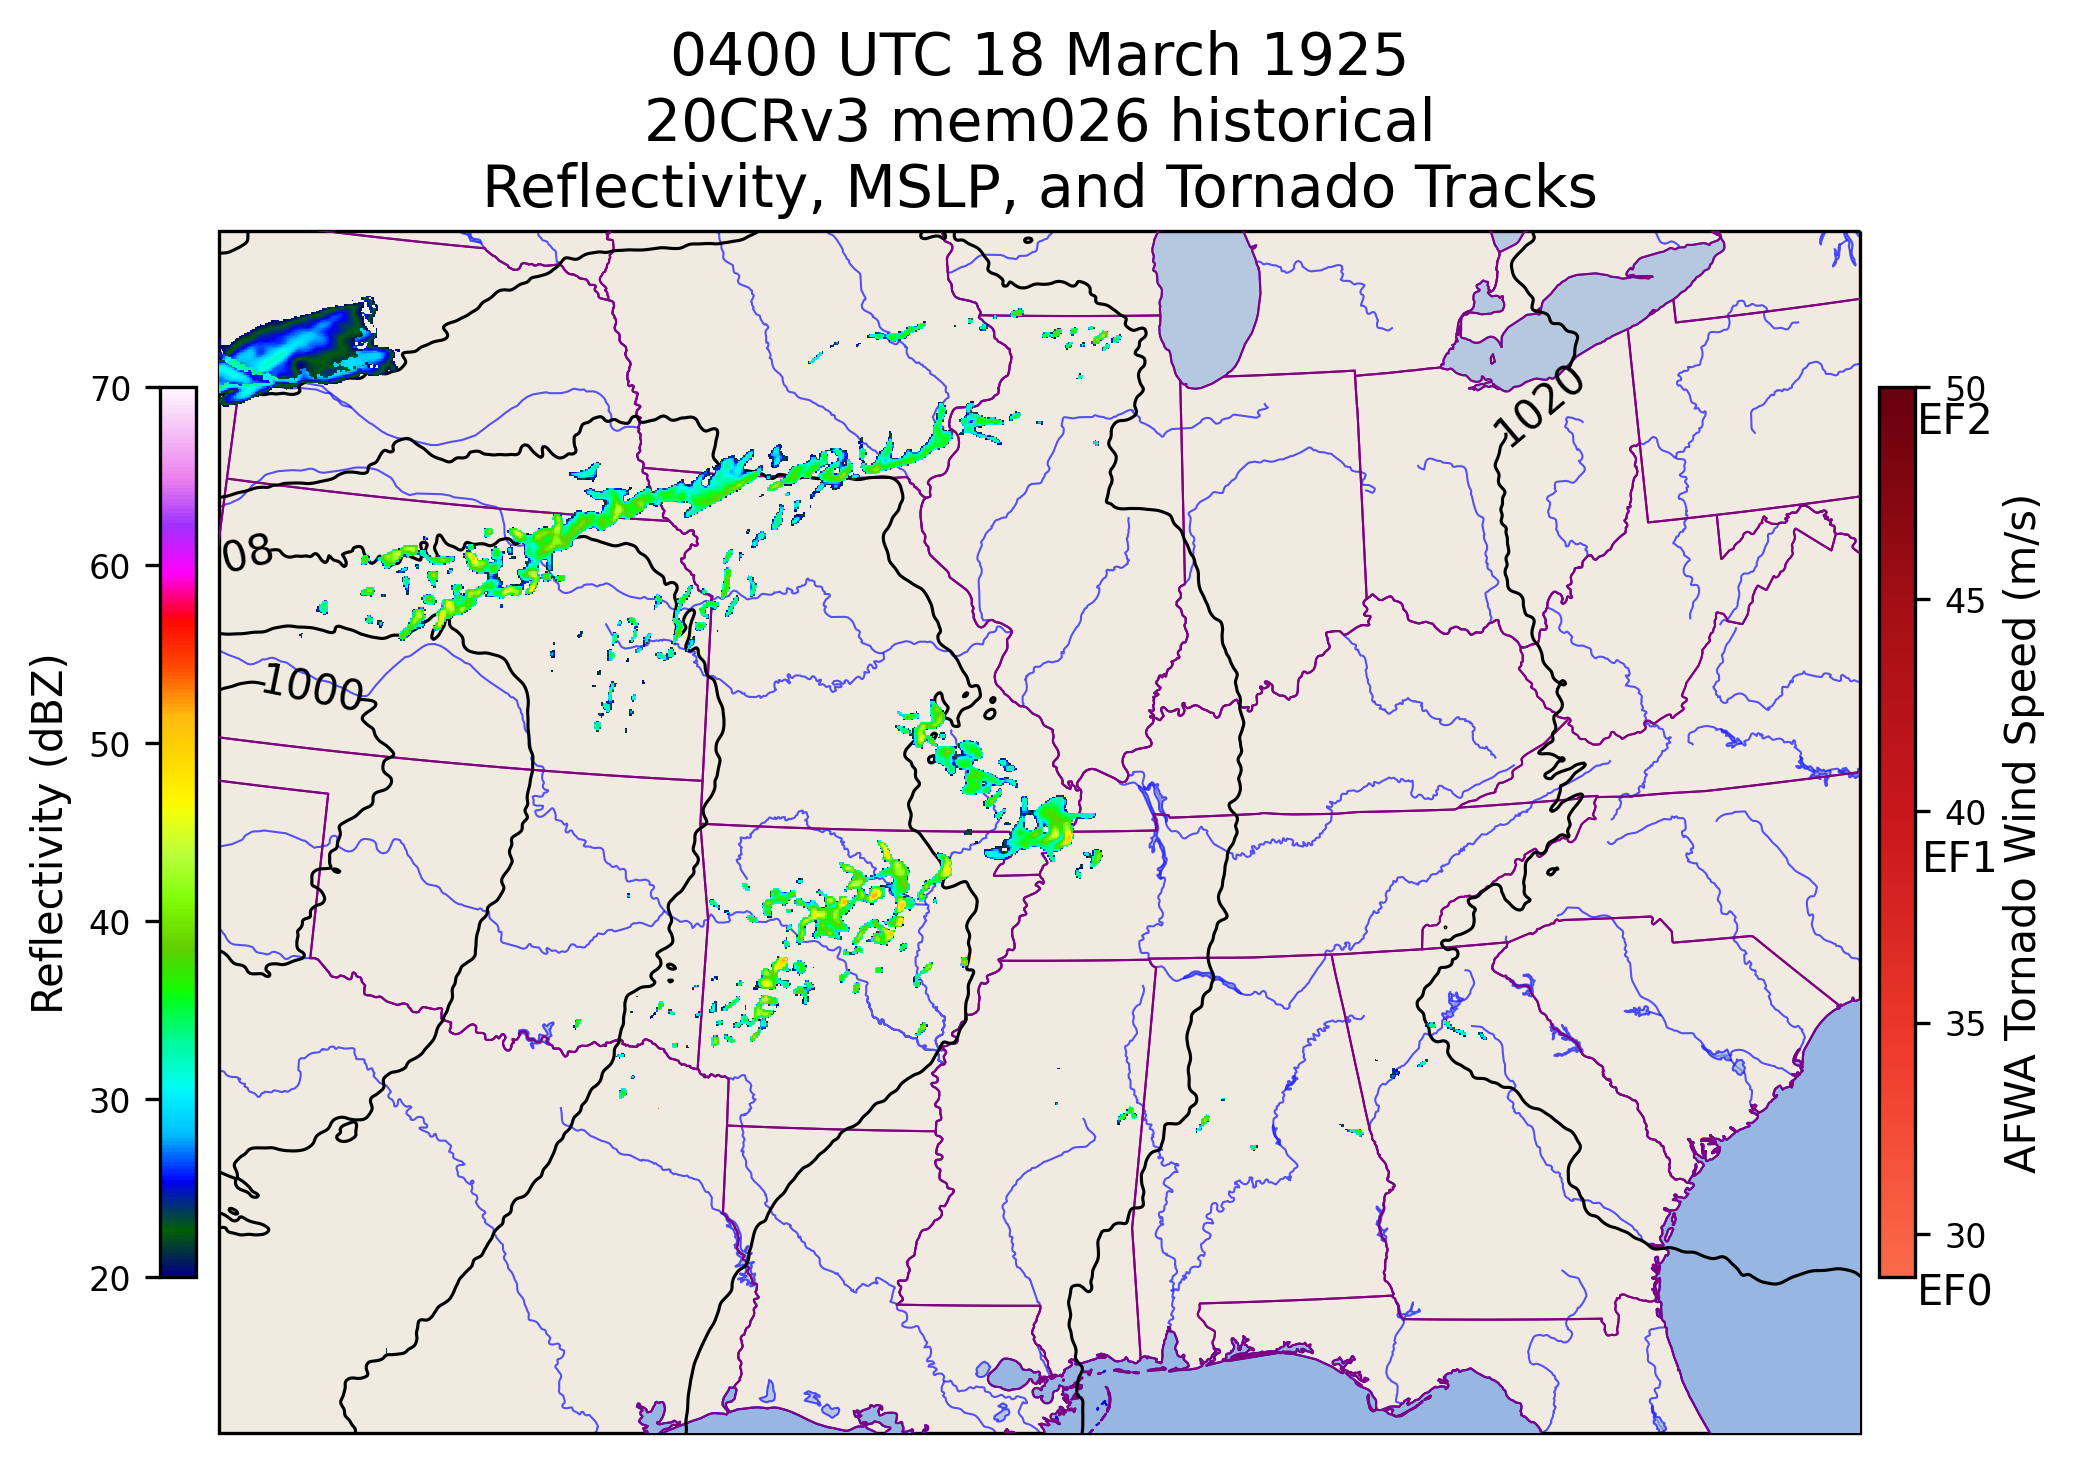 0400 UTC 18 March 1925
20CRv3 mem026 historical
Reflectivity, MSLP, and Tornado Tracks
70
60
50
40
30
20
Reflectivity (dBZ)
08
1000
1020
50
EF2
45
40
EF1
35
30
EF0
AFWA Tornado Wind Speed (m/s)